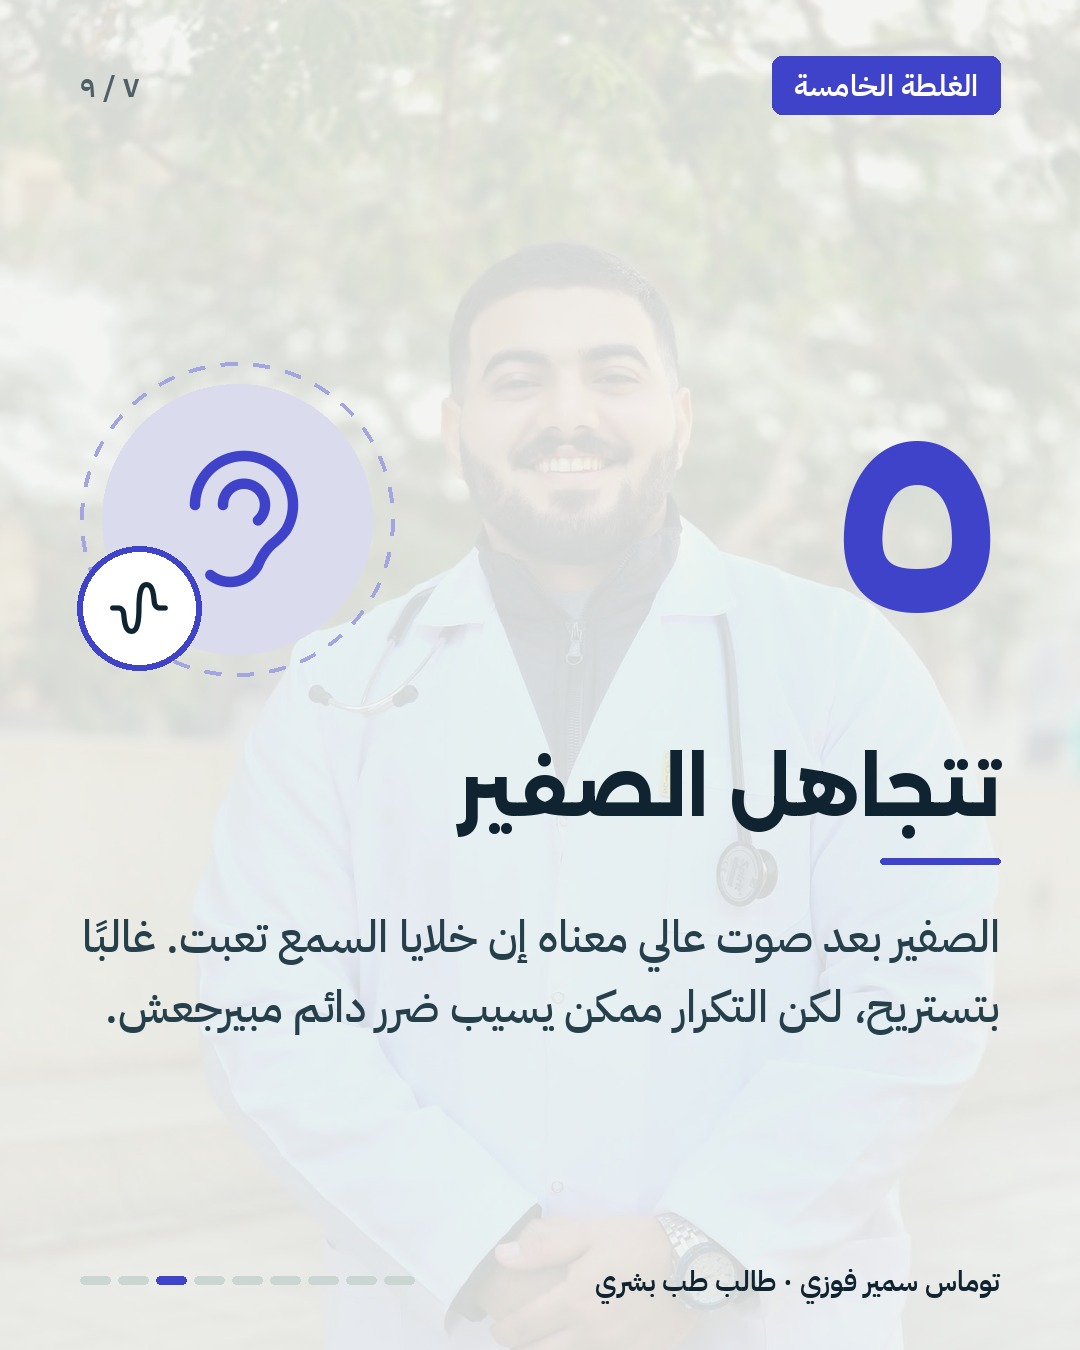 الغلطة الخامسة
٧ / ٩
٥
تتجاهل الصفير
الصفير بعد صوت عالي معناه إن خلايا السمع تعبت. غالبًا
بتستريح، لكن التكرار ممكن يسيب ضرر دائم مبيرجعش.
توماس سمير فوزي · طالب طب بشري